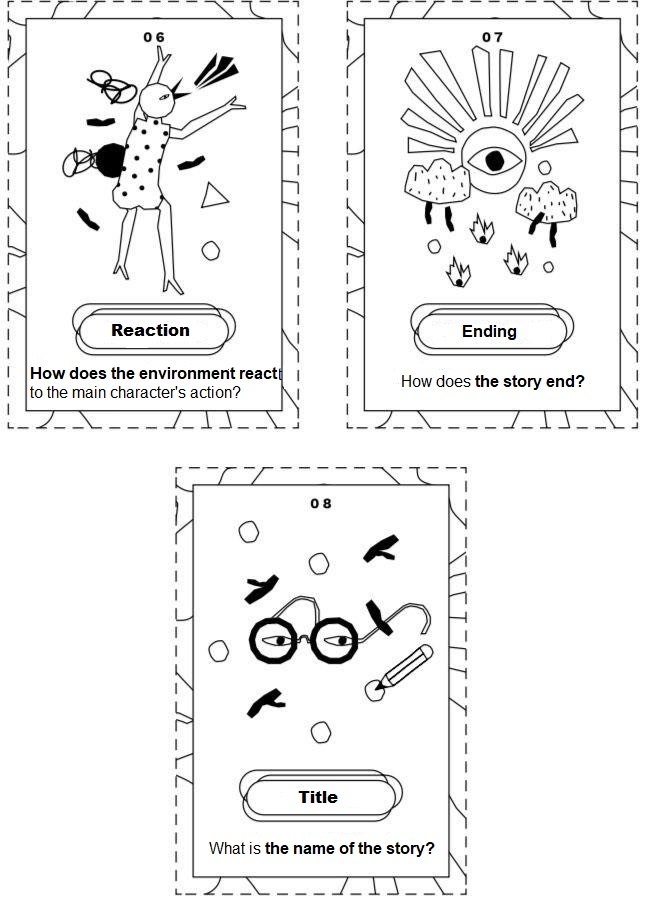 06
Reaction
How does the environment react
to the main character's action?
07
Ending
How does the story end?
08
Title
What is the name of the story?